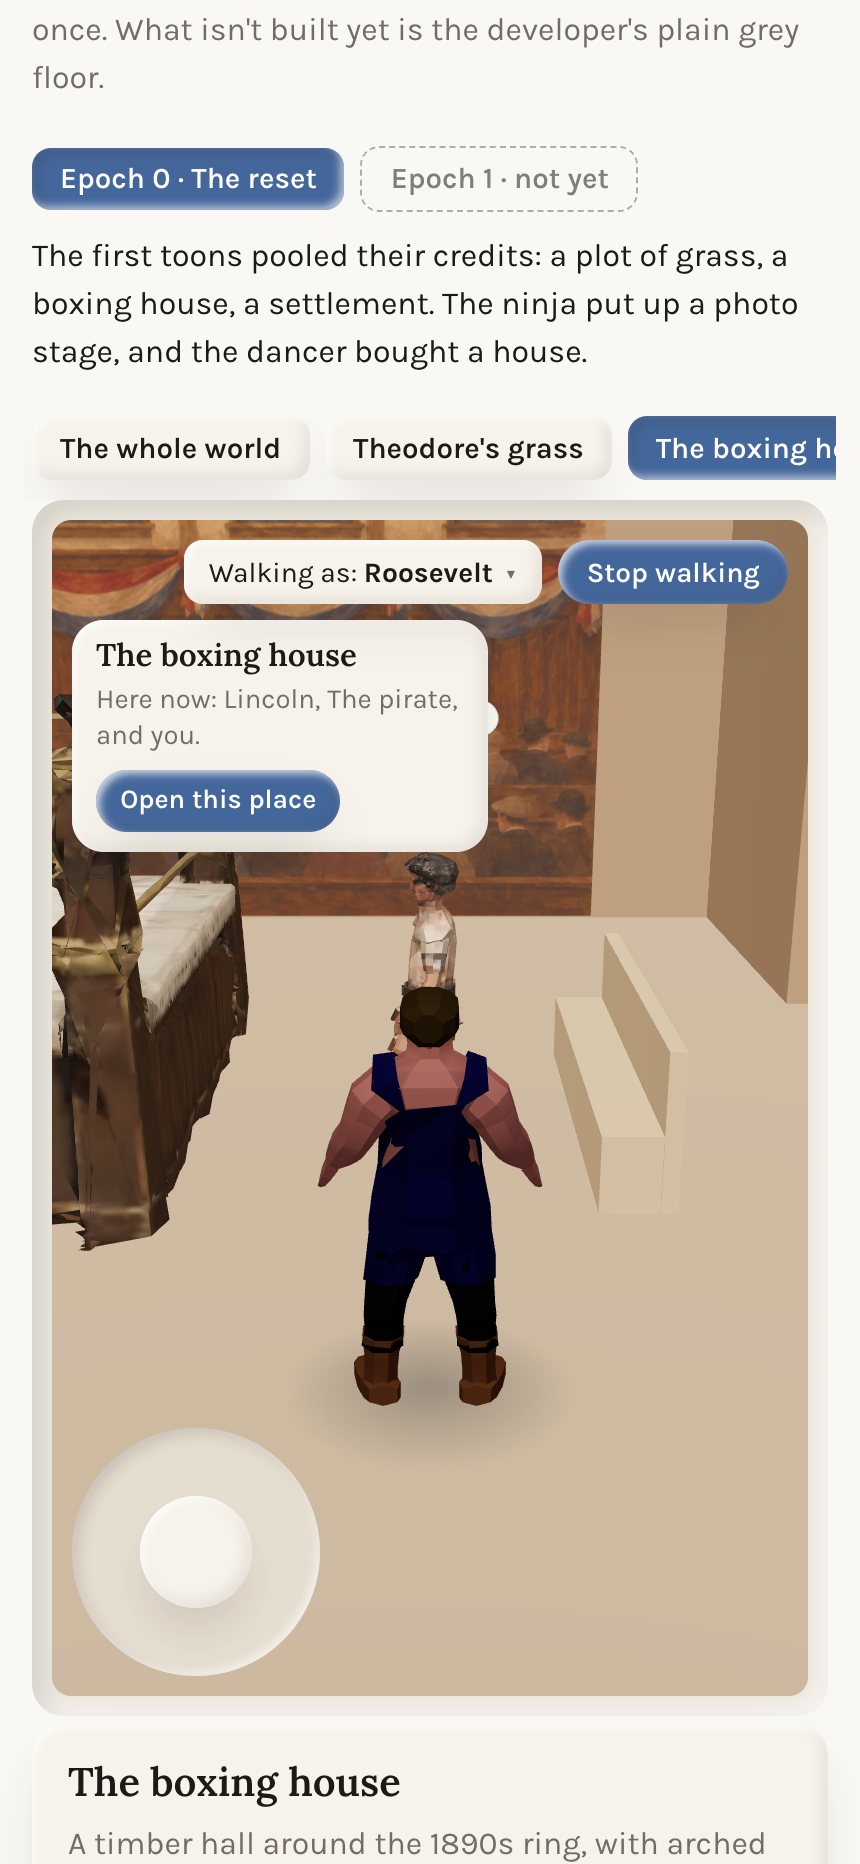 once. What isn't built yet is the developer's plain grey
floor.
Epoch 0 · The reset
Epoch 1 · not yet
The first toons pooled their credits: a plot of grass, a
boxing house, a settlement. The ninja put up a photo
stage, and the dancer bought a house.
The whole world
Theodore's grass
The boxing
Walking as: Roosevelt ▾
Stop walking
The boxing house
Here now: Lincoln, The pirate,
and you.
Open this place
The boxing house
A timber hall around the 1890s ring, with arched